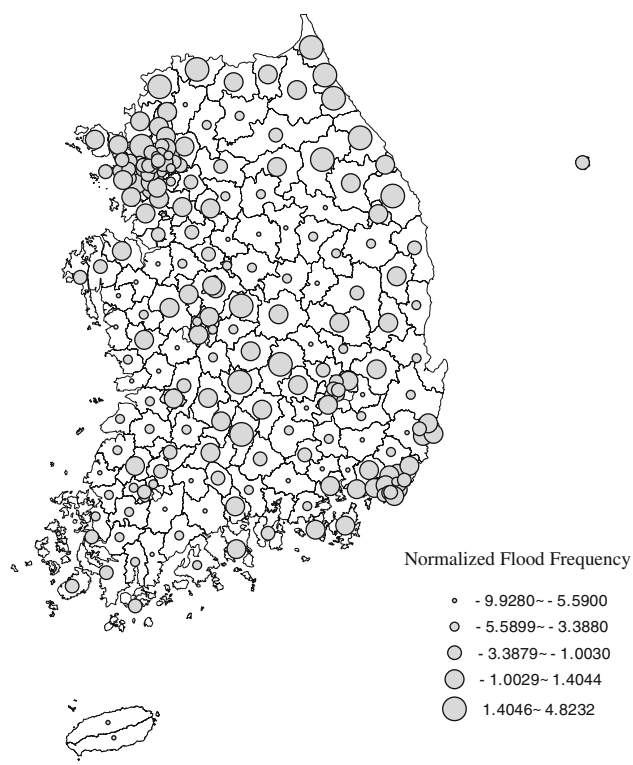 Normalized Flood Frequency
- 9.9280~ - 5.5900
- 5.5899~ - 3.3880
- 3.3879~ - 1.0030
- 1.0029~ 1.4044
1.4046~ 4.8232